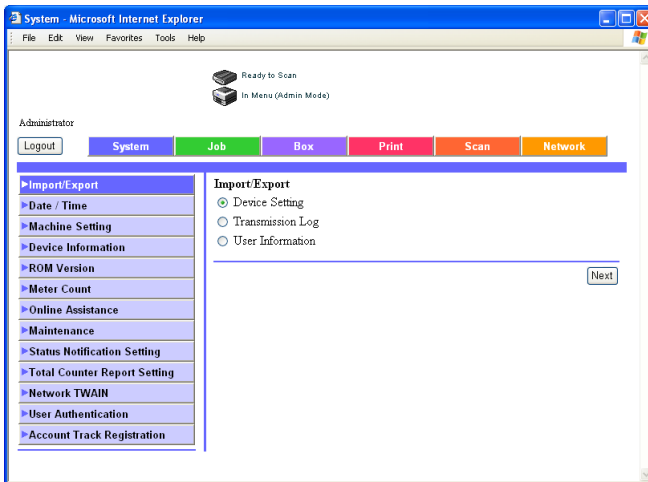 System - Microsoft Internet Explorer
File Edit View Favorites Tools Help
Ready to Scan
In Menu (Admin Mode)
Administrator
Logout System Job Box Print Scan Network
Import/Export
Date / Time
Machine Setting
Device Information
ROM Version
Meter Count
Online Assistance
Maintenance
Status Notification Setting
Total Counter Report Setting
Network TWAIN
User Authentication
Account Track Registration
Import/Export
Device Setting
Transmission Log
User Information
Next